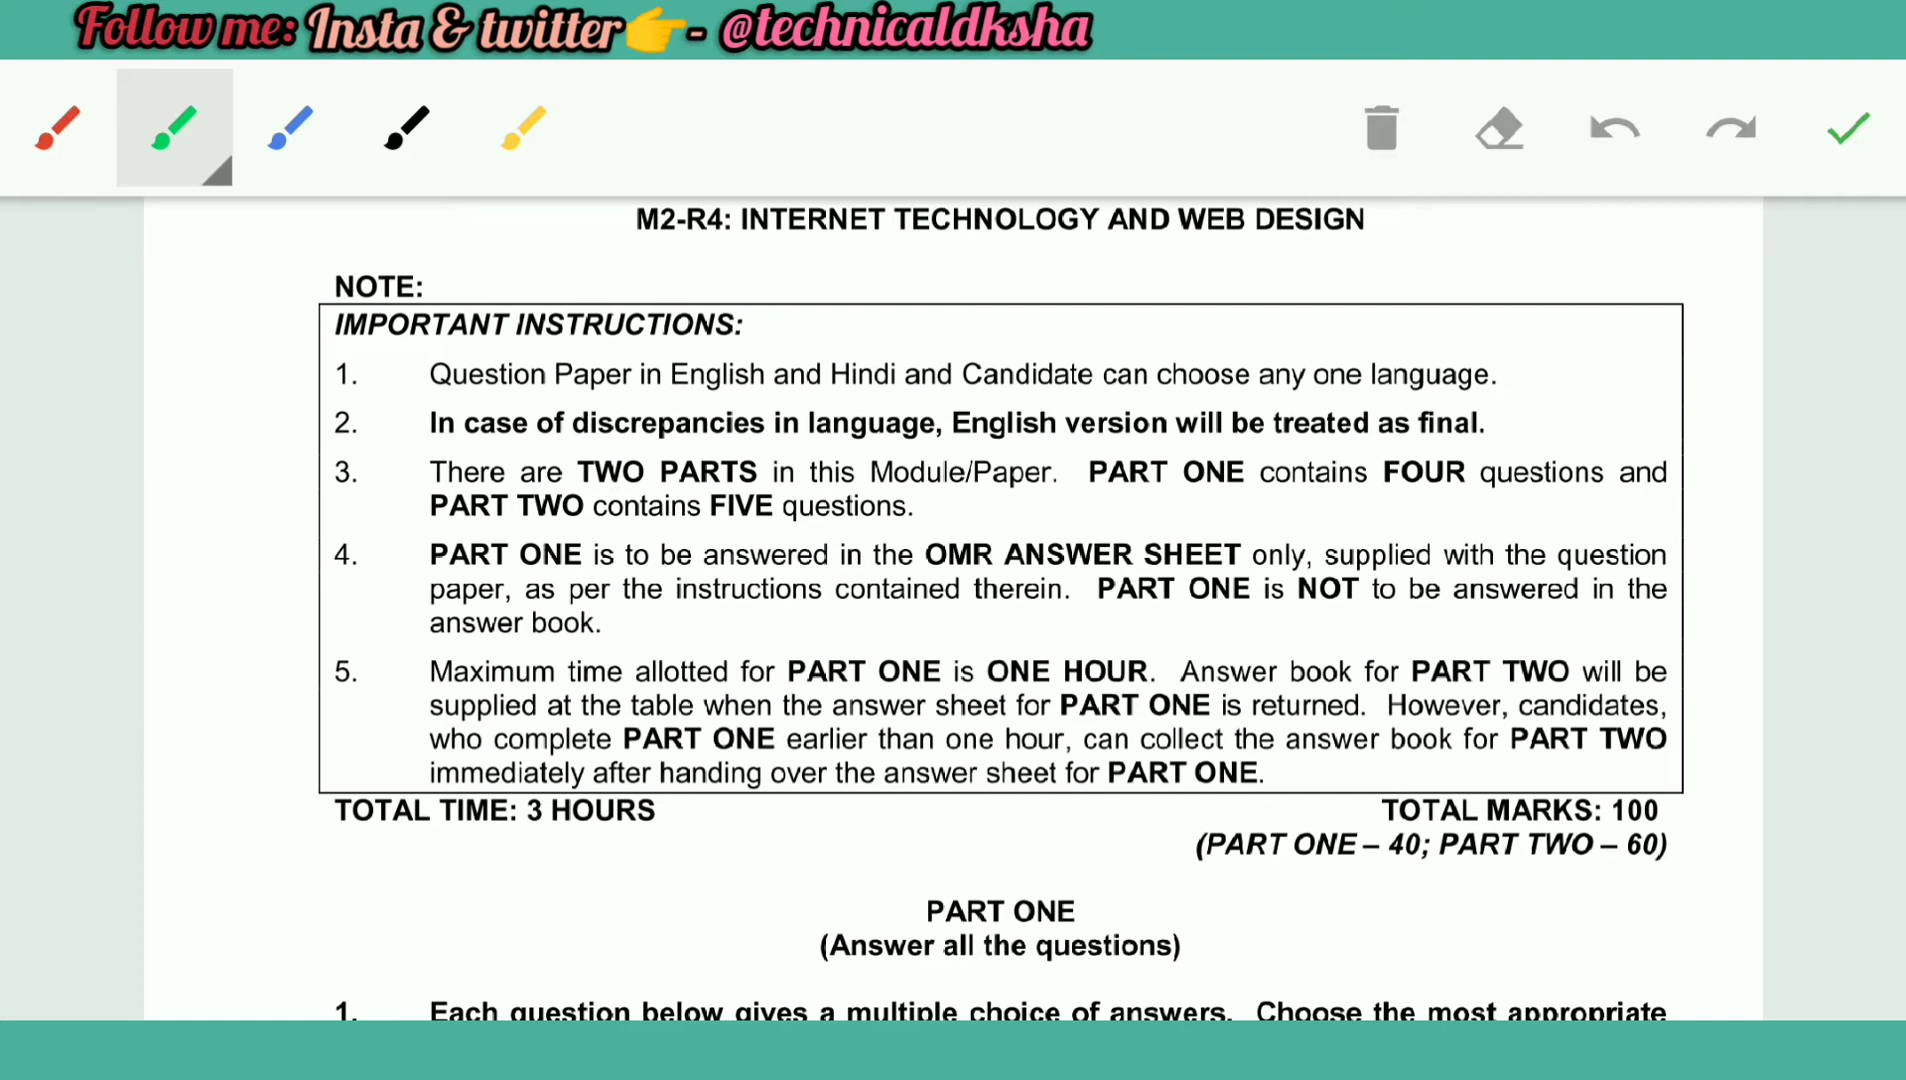 Follow me: Insta & twitter👉- @technicaldksha
M2-R4: INTERNET TECHNOLOGY AND WEB DESIGN
NOTE:
IMPORTANT INSTRUCTIONS:
1. Question Paper in English and Hindi and Candidate can choose any one language.
2. In case of discrepancies in language, English version will be treated as final.
3. There are TWO PARTS in this Module/Paper. PART ONE contains FOUR questions and
PART TWO contains FIVE questions.
4. PART ONE is to be answered in the OMR ANSWER SHEET only, supplied with the question
paper, as per the instructions contained therein. PART ONE is NOT to be answered in the
answer book.
5. Maximum time allotted for PART ONE is ONE HOUR. Answer book for PART TWO will be
supplied at the table when the answer sheet for PART ONE is returned. However, candidates,
who complete PART ONE earlier than one hour, can collect the answer book for PART TWO
immediately after handing over the answer sheet for PART ONE.
TOTAL TIME: 3 HOURS TOTAL MARKS: 100
(PART ONE – 40; PART TWO – 60)
PART ONE
(Answer all the questions)
1. Each question below gives a multiple choice of answers. Choose the most appropriate